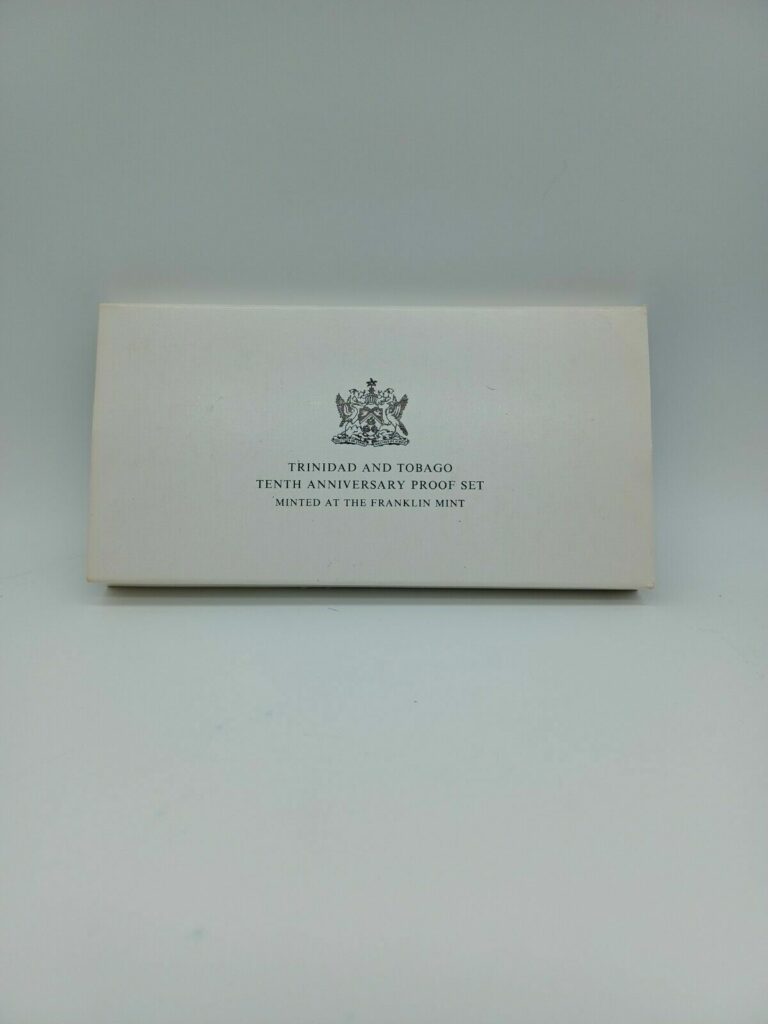 TRINIDAD AND TOBAGO
TENTH ANNIVERSARY PROOF SET
MINTED AT THE FRANKLIN MINT